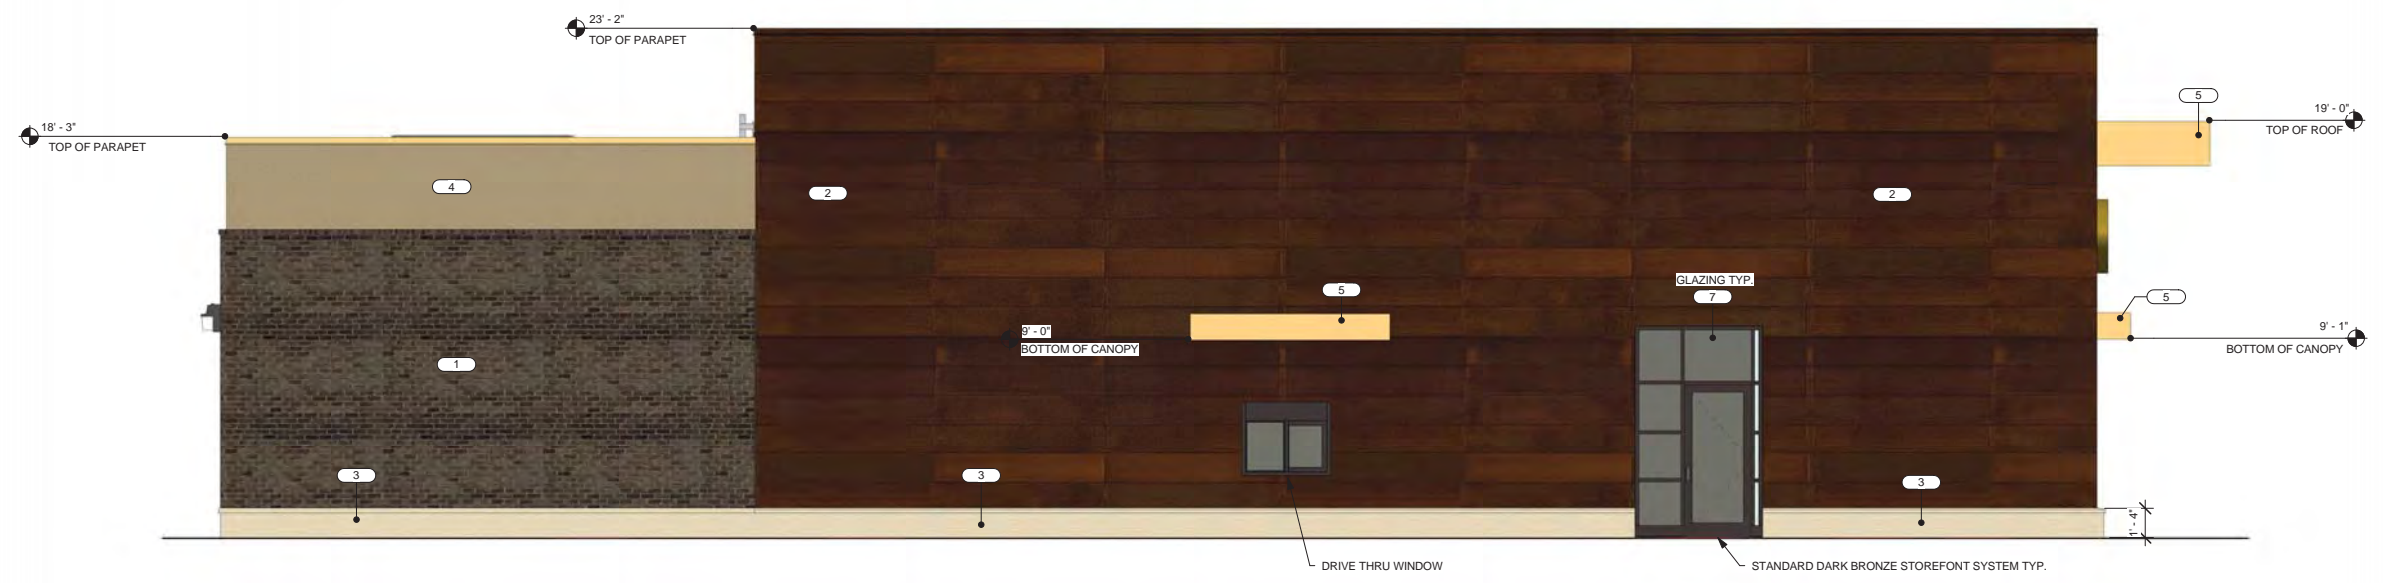 23' - 2"
TOP OF PARAPET
18' - 3"
TOP OF PARAPET
5
19' - 0"
TOP OF ROOF
4
2
2
GLAZING TYP.
7
5
5
9' - 0"
BOTTOM OF CANOPY
9' - 1"
BOTTOM OF CANOPY
1
3
3
3
1' - 4"
DRIVE THRU WINDOW
STANDARD DARK BRONZE STOREFONT SYSTEM TYP.